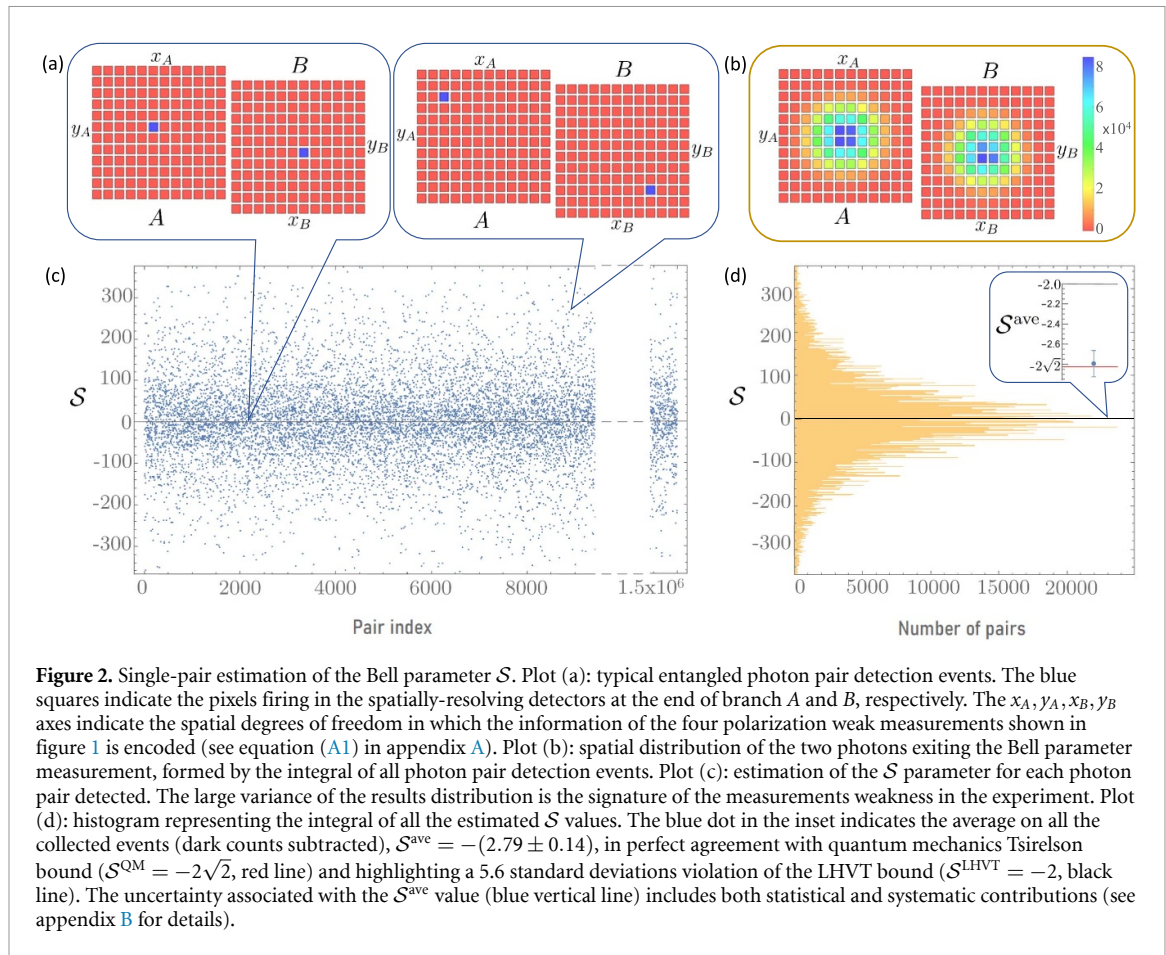 (a)
x_A
B
y_A
y_B
A
x_B
x_A
B
y_A
y_B
A
x_B
(b)
x_A
B
y_A
y_B
A
x_B
8
6
x10⁴
4
2
0
(c)
300
200
100
S
0
-100
-200
-300
0
2000
4000
6000
8000
1.5x10⁶
Pair index
(d)
300
200
100
S
0
-100
-200
-300
0
5000
10000
15000
20000
Number of pairs
S^ave
-2.0
-2.2
-2.4
-2.6
-2√2
Figure 2. Single-pair estimation of the Bell parameter S. Plot (a): typical entangled photon pair detection events. The blue
squares indicate the pixels firing in the spatially-resolving detectors at the end of branch A and B, respectively. The x_A, y_A, x_B, y_B
axes indicate the spatial degrees of freedom in which the information of the four polarization weak measurements shown in
figure 1 is encoded (see equation (A1) in appendix A). Plot (b): spatial distribution of the two photons exiting the Bell parameter
measurement, formed by the integral of all photon pair detection events. Plot (c): estimation of the S parameter for each photon
pair detected. The large variance of the results distribution is the signature of the measurements weakness in the experiment. Plot
(d): histogram representing the integral of all the estimated S values. The blue dot in the inset indicates the average on all the
collected events (dark counts subtracted), S^ave = −(2.79 ± 0.14), in perfect agreement with quantum mechanics Tsirelson
bound (S^QM = −2√2, red line) and highlighting a 5.6 standard deviations violation of the LHVT bound (S^LHVT = −2, black
line). The uncertainty associated with the S^ave value (blue vertical line) includes both statistical and systematic contributions (see
appendix B for details).